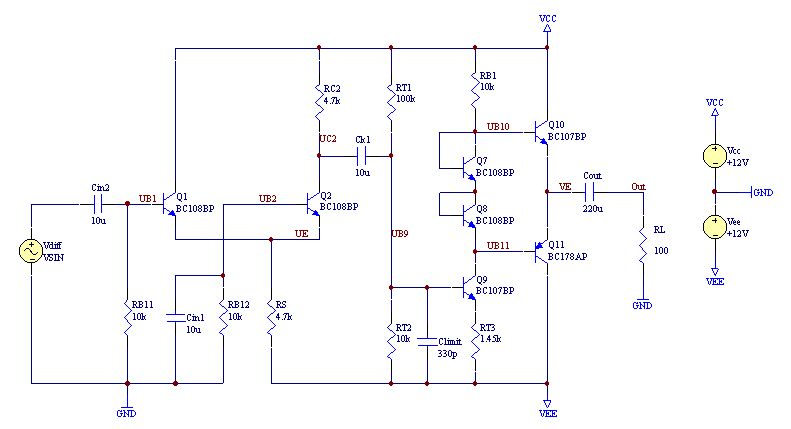 VCC
RC2
4.7k
RT1
100k
RB1
10k
UB10
Q10
BC107BP
VCC
UC2
Ck1
10u
Q7
BC108BP
Vcc
+12V
Cin2
10u
UB1
Q1
BC108BP
UB2
Q2
BC108BP
VE
Cout
220u
Out
GND
Q8
BC108BP
Vee
+12V
UE
UB9
UB11
Q11
BC178AP
RL
100
Vdiff
VSIN
Q9
BC107BP
VEE
RB11
10k
Cin1
10u
RB12
10k
RS
4.7k
GND
RT2
10k
Climit
330p
RT3
1.45k
GND
VEE